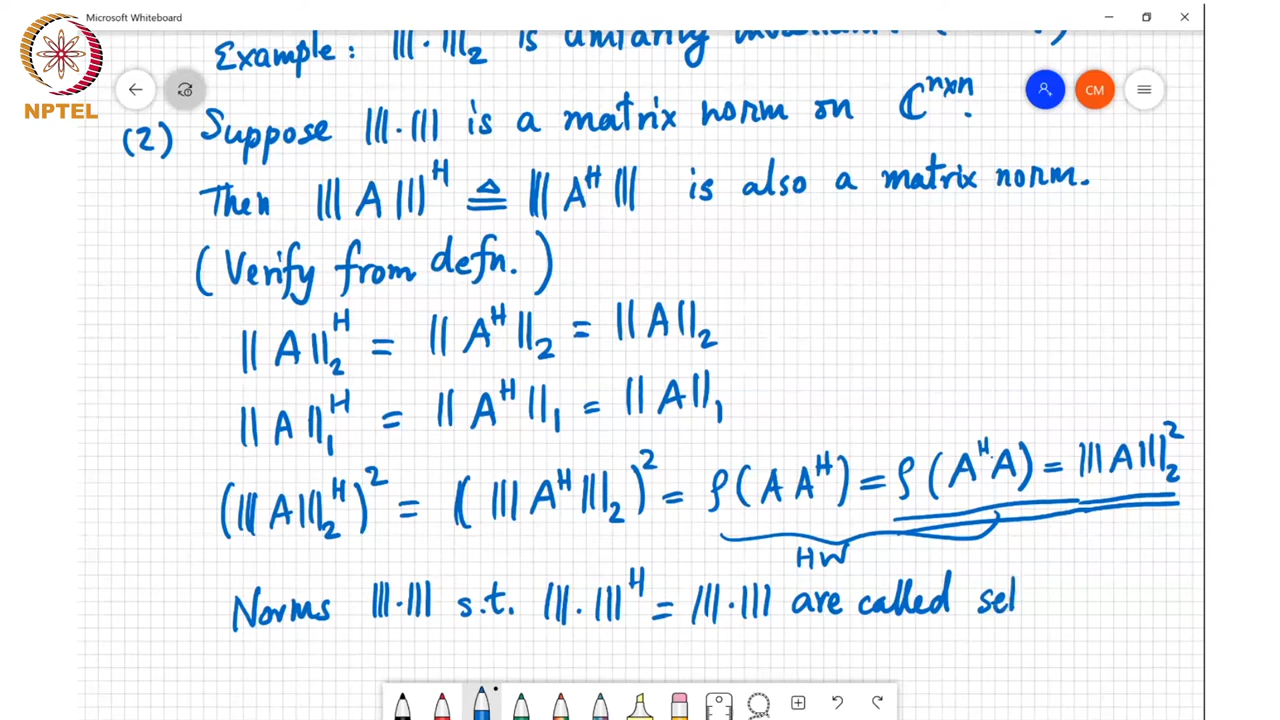 Microsoft Whiteboard
NPTEL
Example: |||·|||₂ is
CM
(2) Suppose |||·||| is a matrix norm on ℂⁿˣⁿ.
Then |||A|||ᴴ ≜ |||Aᴴ||| is also a matrix norm.
(Verify from defn.)
||A||₂ᴴ = ||Aᴴ||₂ = ||A||₂
||A||₁ᴴ = ||Aᴴ||₁ = ||A||₁
(|||A|||₂ᴴ)² = (|||Aᴴ|||₂)² = ρ(AAᴴ) = ρ(AᴴA) = |||A|||₂²
HW
Norms |||·||| s.t. |||·|||ᴴ = |||·||| are called sel